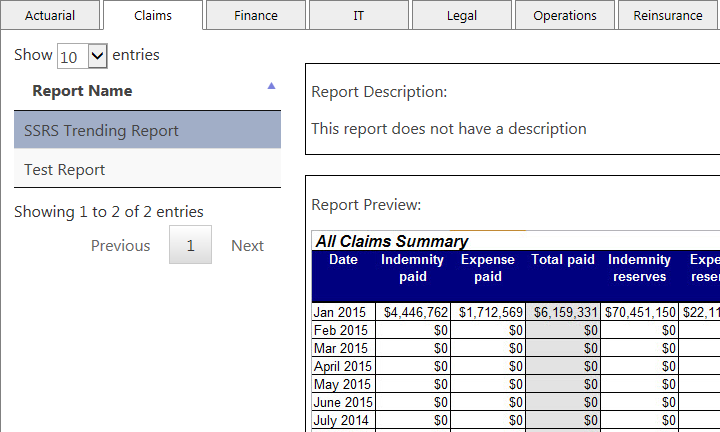 Actuarial Claims Finance IT Legal Operations Reinsurance
Show 10 entries
Report Name
SSRS Trending Report
Test Report
Showing 1 to 2 of 2 entries
Previous 1 Next
Report Description:
This report does not have a description
Report Preview:
All Claims Summary
Date Indemnity paid Expense paid Total paid Indemnity reserves
Jan 2015 $4,446,762 $1,712,569 $6,159,331 $70,451,150 $22,11
Feb 2015 $0 $0 $0 $0
Mar 2015 $0 $0 $0 $0
April 2015 $0 $0 $0 $0
May 2015 $0 $0 $0 $0
June 2015 $0 $0 $0 $0
July 2014 $0 $0 $0 $0